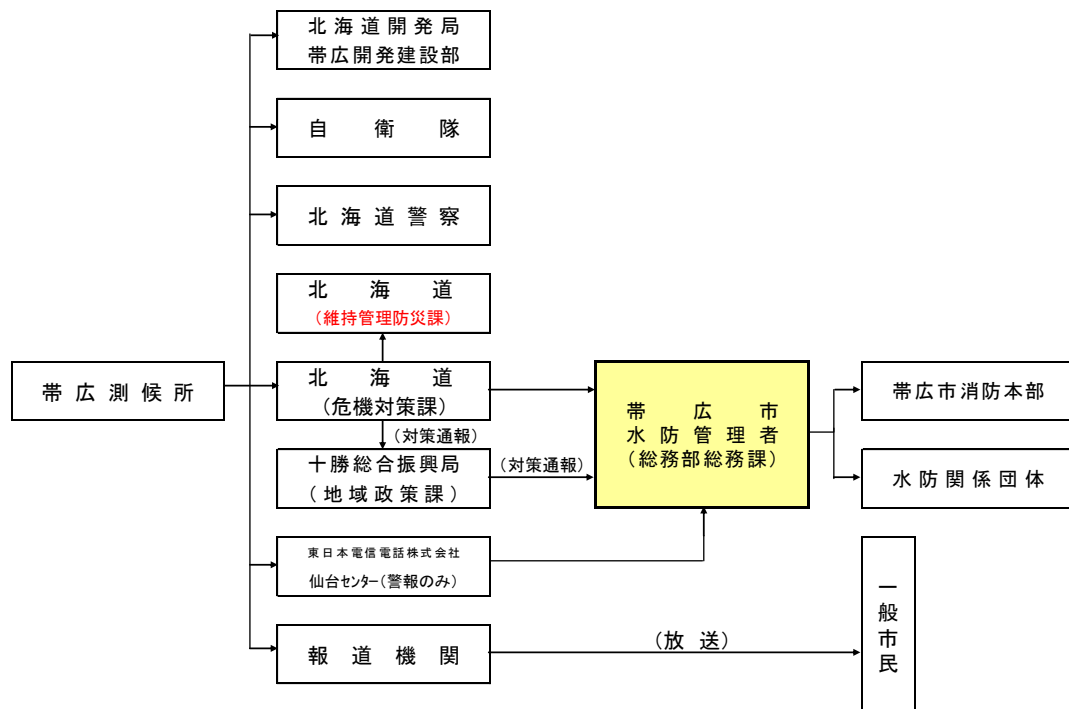 北海道開発局
帯広開発建設部
自衛隊
北海道警察
北海道
（維持管理防災課）
帯広測候所
北海道
（危機対策課）
（対策通報）
十勝総合振興局
（地域政策課）
（対策通報）
帯広市
水防管理者
（総務部総務課）
帯広市消防本部
水防関係団体
東日本電信電話株式会社
仙台センター（警報のみ）
報道機関
（放送）
一般市民